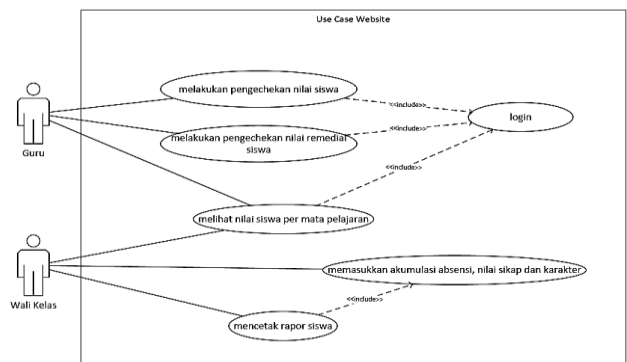 Use Case Website
melakukan pengechekan nilai siswa
<<include>>
login
melakukan pengechekan nilai remedial
siswa
<<include>>
Guru
<<include>>
melihat nilai siswa per mata pelajaran
memasukkan akumulasi absensi, nilai sikap dan karakter
Wali Kelas
<<include>>
mencetak rapor siswa